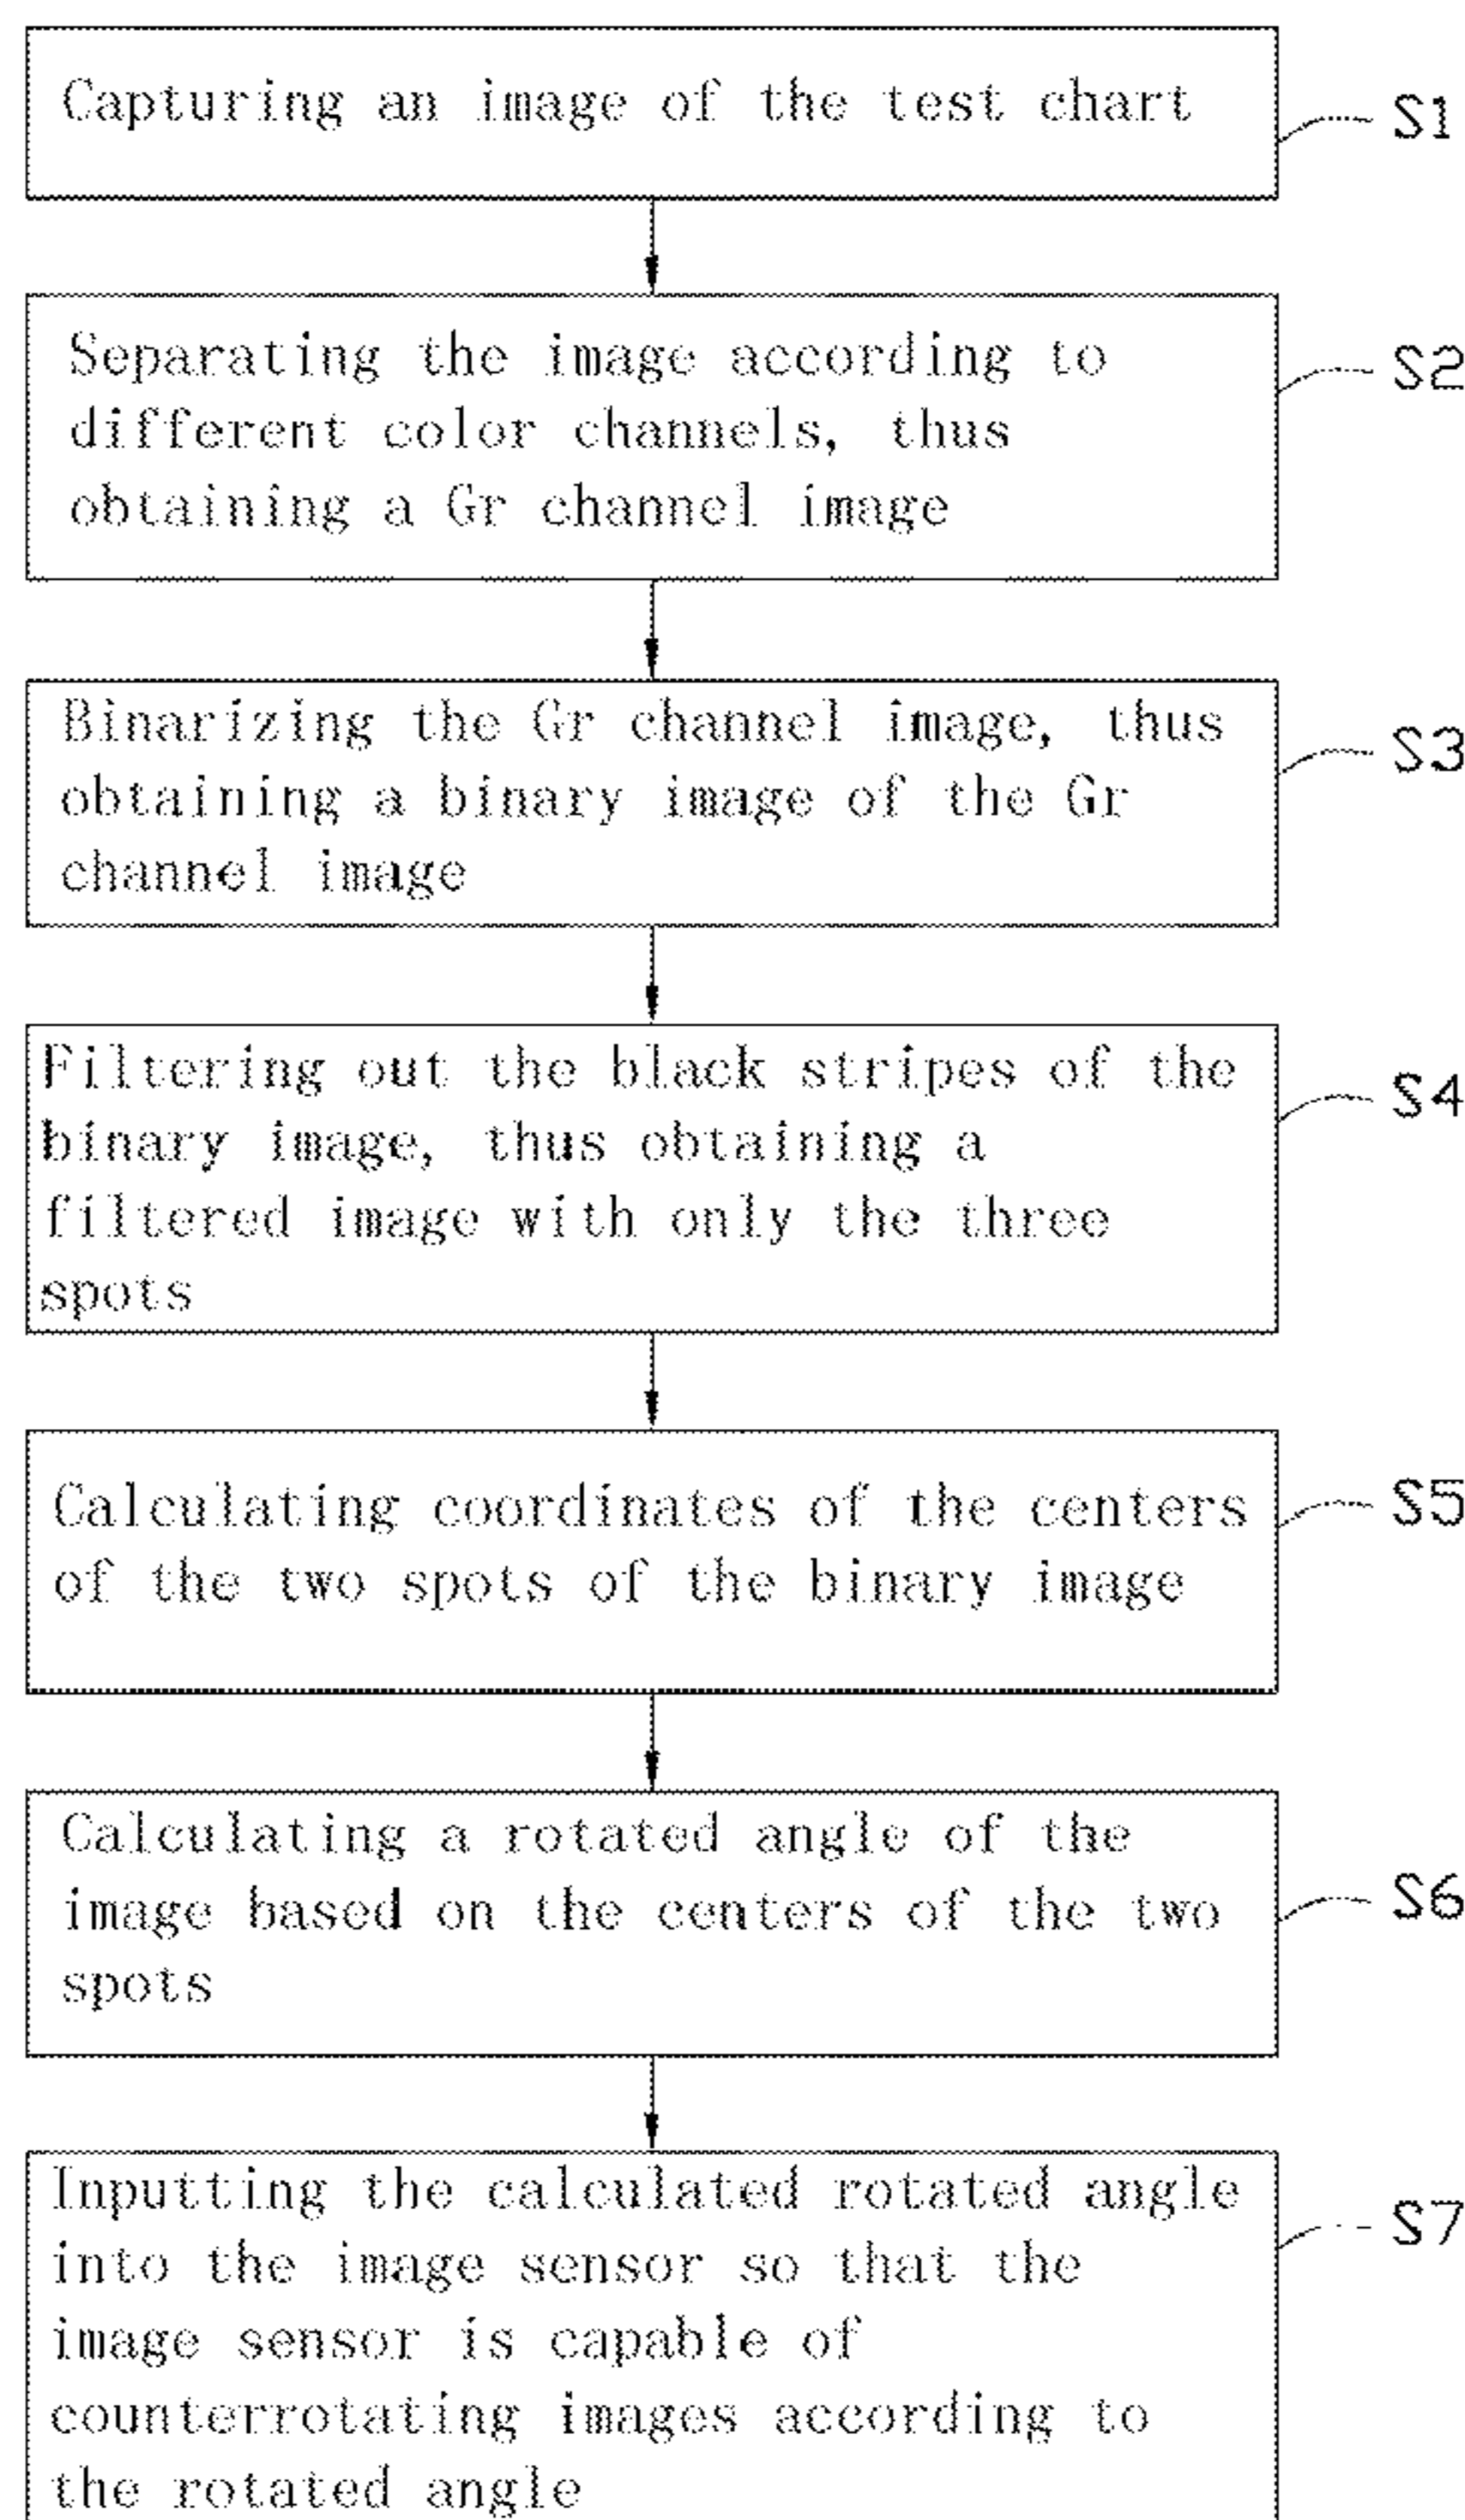 Capturing an image of the test chart
S1
Separating the image according to
different color channels, thus
obtaining a Gr channel image
S2
Binarizing the Gr channel image, thus
obtaining a binary image of the Gr
channel image
S3
Filtering out the black stripes of the
binary image, thus obtaining a
filtered image with only the three
spots
S4
Calculating coordinates of the centers
of the two spots of the binary image
S5
Calculating a rotated angle of the
image based on the centers of the two
spots
S6
Inputting the calculated rotated angle
into the image sensor so that the
image sensor is capable of
counterrotating images according to
the rotated angle
S7